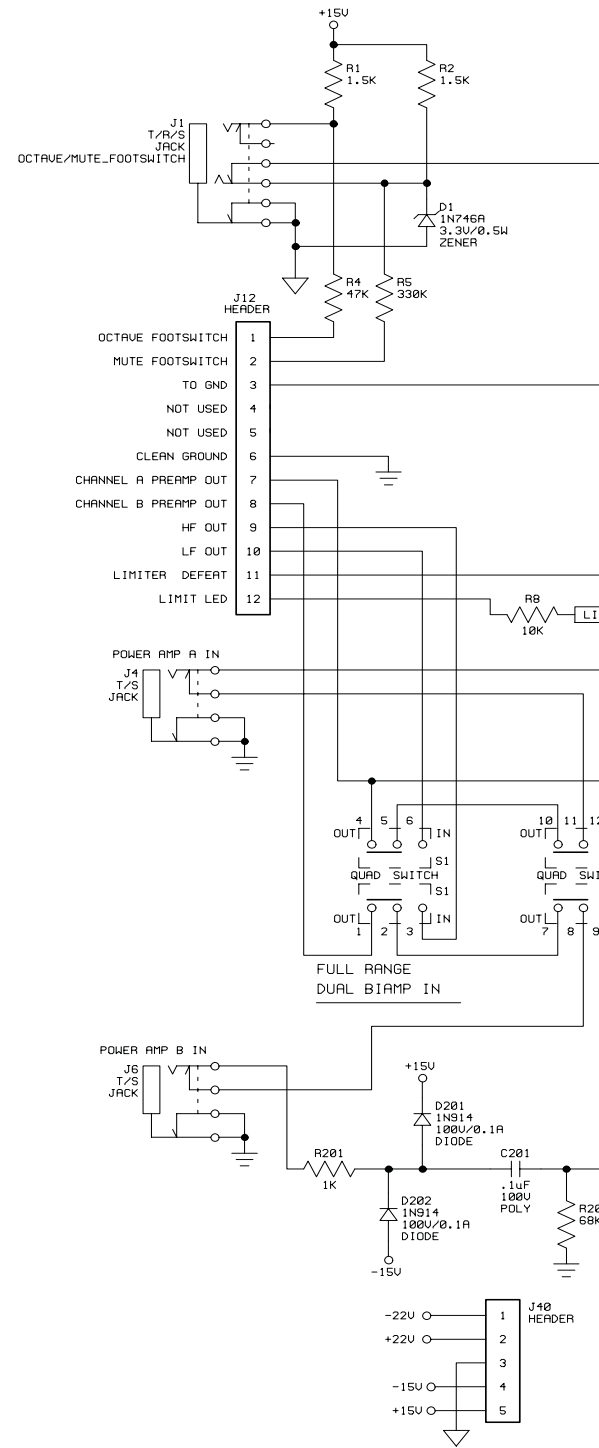 +15V
R1
1.5K
R2
1.5K
J1
T/R/S
JACK
OCTAVE/MUTE_FOOTSWITCH
D1
1N746A
3.3V/0.5W
ZENER
R4
47K
R5
330K
J12
HEADER
OCTAVE FOOTSWITCH 1
MUTE FOOTSWITCH 2
TO GND 3
NOT USED 4
NOT USED 5
CLEAN GROUND 6
CHANNEL A PREAMP OUT 7
CHANNEL B PREAMP OUT 8
HF OUT 9
LF OUT 10
LIMITER DEFEAT 11
LIMIT LED 12
R8
10K
LI
POWER AMP A IN
J4
T/S
JACK
4 5 6
OUT IN
S1
QUAD SWITCH
S1
OUT IN
1 2 3
10 11 12
OUT
QUAD SWI
OUT
7 8 9
FULL RANGE
DUAL BIAMP IN
POWER AMP B IN
J6
T/S
JACK
+15V
D201
1N914
100V/0.1A
DIODE
R201
1K
C201
.1uF
100V
POLY
D202
1N914
100V/0.1A
DIODE
-15V
R20
68K
J40
HEADER
-22V 1
+22V 2
3
-15V 4
+15V 5